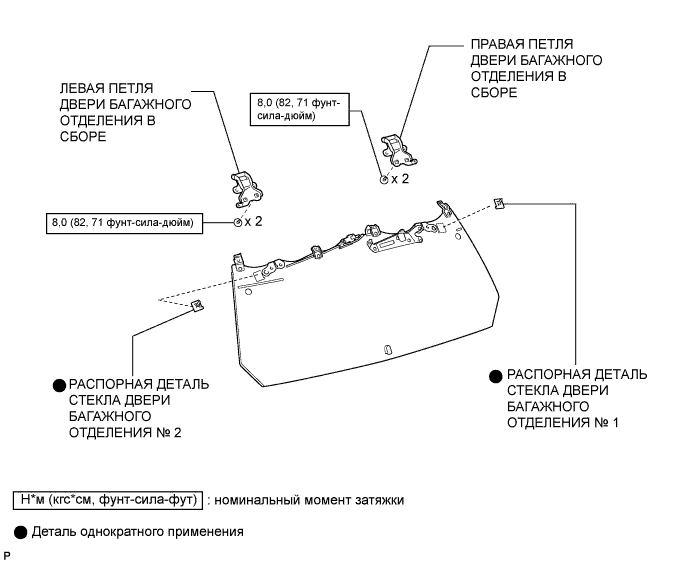 ПРАВАЯ ПЕТЛЯ
ДВЕРИ БАГАЖНОГО
ОТДЕЛЕНИЯ В
СБОРЕ
ЛЕВАЯ ПЕТЛЯ
ДВЕРИ БАГАЖНОГО
ОТДЕЛЕНИЯ В
СБОРЕ
8,0 (82, 71 фунт-
сила-дюйм)
x 2
8,0 (82, 71 фунт-сила-дюйм)
x 2
РАСПОРНАЯ ДЕТАЛЬ
СТЕКЛА ДВЕРИ
БАГАЖНОГО
ОТДЕЛЕНИЯ № 2
РАСПОРНАЯ ДЕТАЛЬ
СТЕКЛА ДВЕРИ
БАГАЖНОГО
ОТДЕЛЕНИЯ № 1
Н*м (кгс*см, фунт-сила-фут) : номинальный момент затяжки
Деталь однократного применения
P